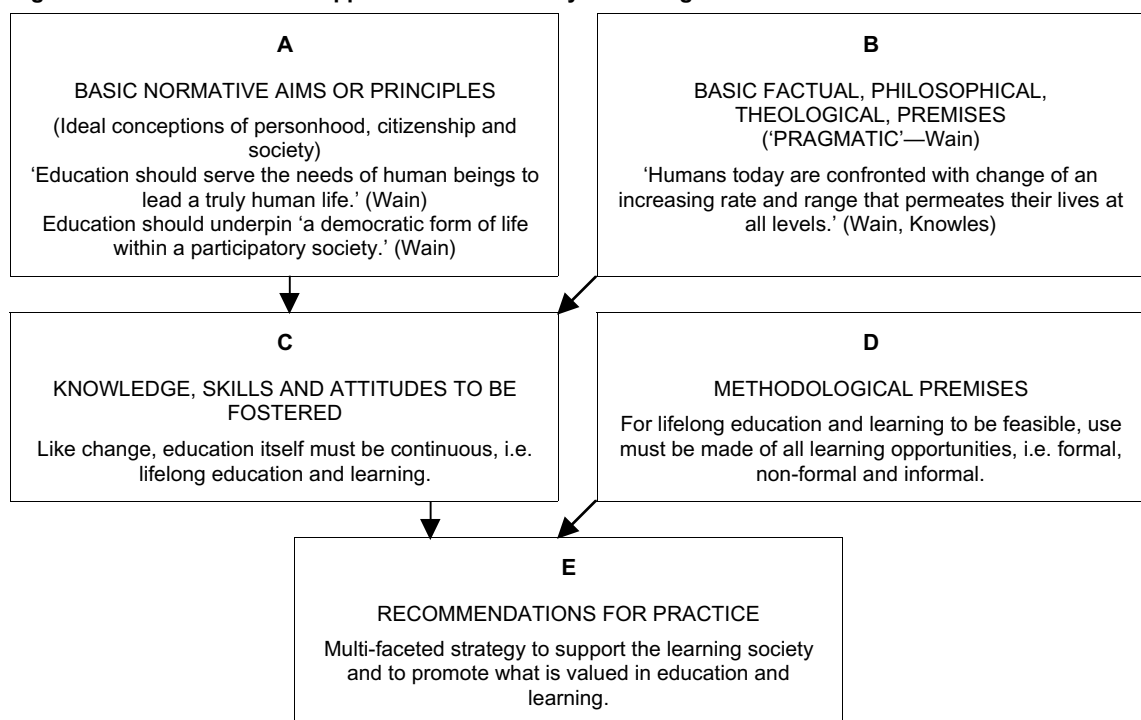 A
BASIC NORMATIVE AIMS OR PRINCIPLES
(Ideal conceptions of personhood, citizenship and
society)
‘Education should serve the needs of human beings to
lead a truly human life.’ (Wain)
Education should underpin ‘a democratic form of life
within a participatory society.’ (Wain)
B
BASIC FACTUAL, PHILOSOPHICAL,
THEOLOGICAL, PREMISES
(‘PRAGMATIC’—Wain)
‘Humans today are confronted with change of an
increasing rate and range that permeates their lives at
all levels.’ (Wain, Knowles)
C
KNOWLEDGE, SKILLS AND ATTITUDES TO BE
FOSTERED
Like change, education itself must be continuous, i.e.
lifelong education and learning.
D
METHODOLOGICAL PREMISES
For lifelong education and learning to be feasible, use
must be made of all learning opportunities, i.e. formal,
non-formal and informal.
E
RECOMMENDATIONS FOR PRACTICE
Multi-faceted strategy to support the learning society
and to promote what is valued in education and
learning.